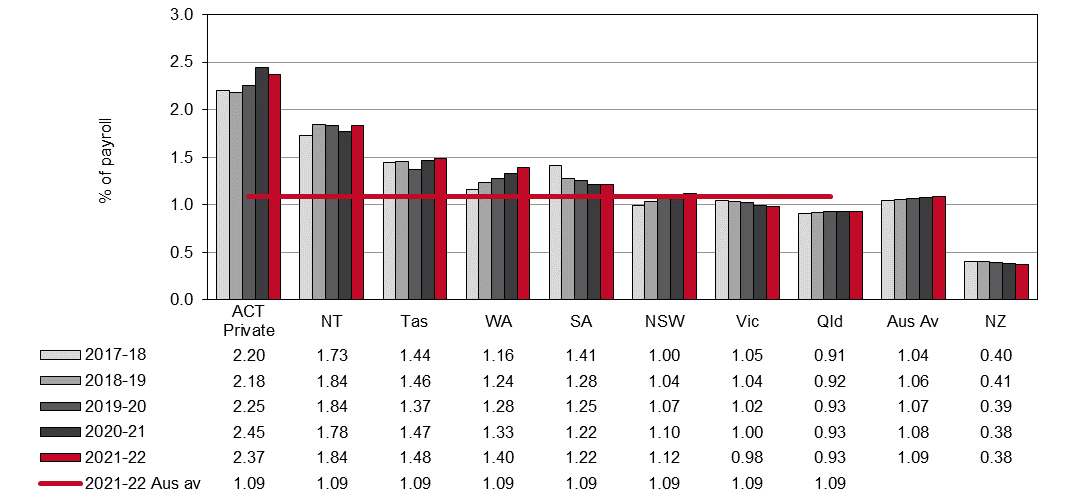 3.0
2.5
2.0
1.5
1.0
0.5
0.0
% of payroll
ACT Private NT Tas WA SA NSW Vic Qld Aus Av NZ
2017-18 2.20 1.73 1.44 1.16 1.41 1.00 1.05 0.91 1.04 0.40
2018-19 2.18 1.84 1.46 1.24 1.28 1.04 1.04 0.92 1.06 0.41
2019-20 2.25 1.84 1.37 1.28 1.25 1.07 1.02 0.93 1.07 0.39
2020-21 2.45 1.78 1.47 1.33 1.22 1.10 1.00 0.93 1.08 0.38
2021-22 2.37 1.84 1.48 1.40 1.22 1.12 0.98 0.93 1.09 0.38
2021-22 Aus av 1.09 1.09 1.09 1.09 1.09 1.09 1.09 1.09